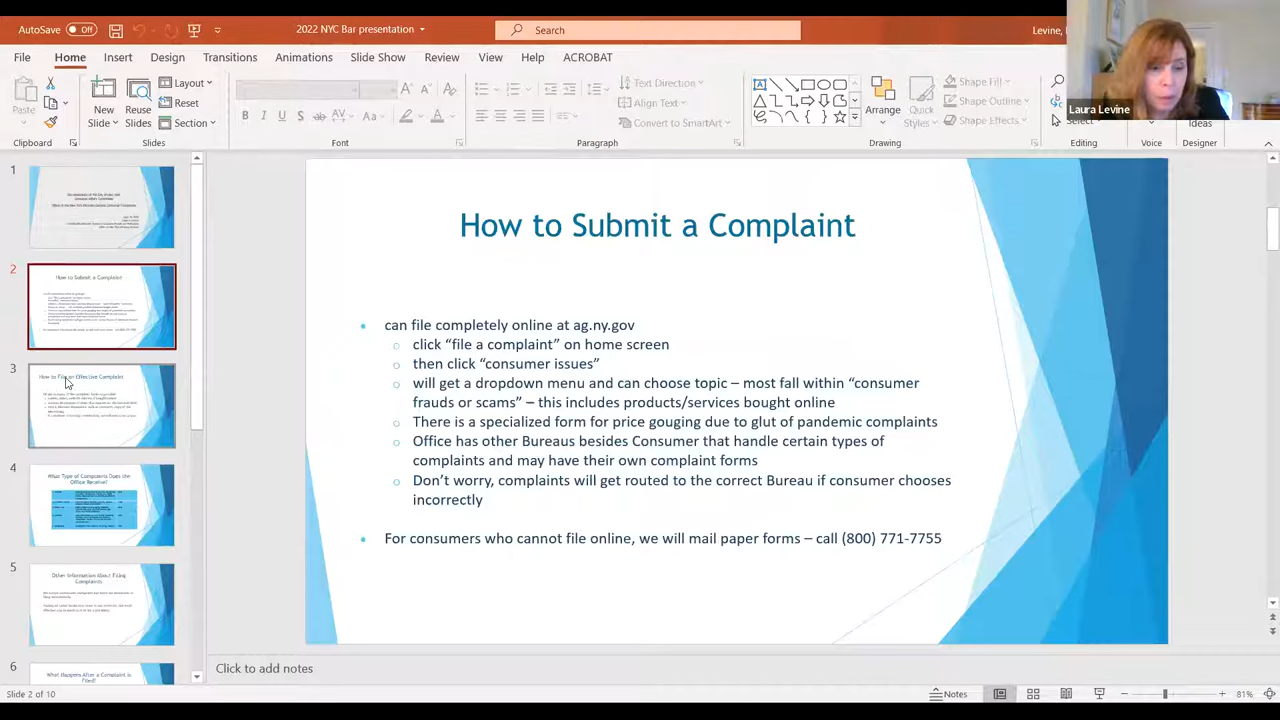 AutoSave Off
2022 NYC Bar presentation
Search
Levine,
File Home Insert Design Transitions Animations Slide Show Review View Help ACROBAT
Laura Levine
Paste
New Slide
Reuse Slides
Layout
Reset
Section
Text Direction
Align Text
Convert to SmartArt
Arrange
Quick Styles
Shape Fill
Shape Outline
Shape Effects
Select
Clipboard Slides Font Paragraph Drawing Editing Voice Ideas Designer
1
2
How to Submit a Complaint
3
How to File an Effective Complaint
4
What Type of Complaints Does the
Office Receive?
5
Other Information About Filing
Complaints
6
What Happens After a Complaint is
Filed?
How to Submit a Complaint
• can file completely online at ag.ny.gov
○ click “file a complaint” on home screen
○ then click “consumer issues”
○ will get a dropdown menu and can choose topic – most fall within “consumer
frauds or scams” – this includes products/services bought online
○ There is a specialized form for price gouging due to glut of pandemic complaints
○ Office has other Bureaus besides Consumer that handle certain types of
complaints and may have their own complaint forms
○ Don’t worry, complaints will get routed to the correct Bureau if consumer chooses
incorrectly
• For consumers who cannot file online, we will mail paper forms – call (800) 771-7755
Click to add notes
Slide 2 of 10
Notes
81%